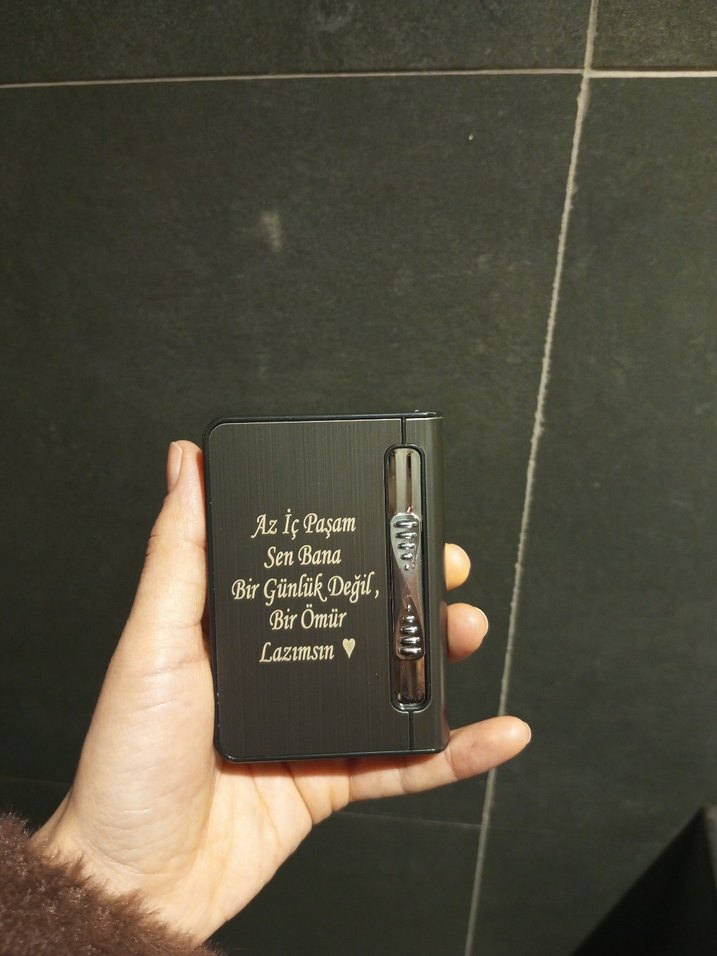 Az İç Paşam
Sen Bana
Bir Günlük Değil,
Bir Ömür
Lazımsın ♥